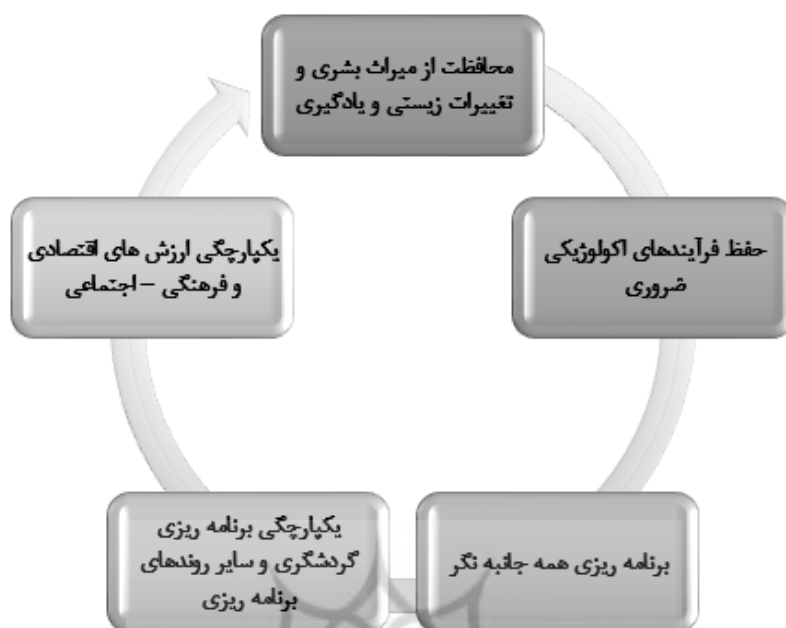 محافظت از میراث بشری و
تغییرات زیستی و یادگیری
حفظ فرآیندهای اکولوژیکی
ضروری
برنامه ریزی همه جانبه نگر
یکپارچگی برنامه ریزی
گردشگری و سایر روندهای
برنامه ریزی
یکپارچگی ارزش های اقتصادی
و فرهنگی – اجتماعی